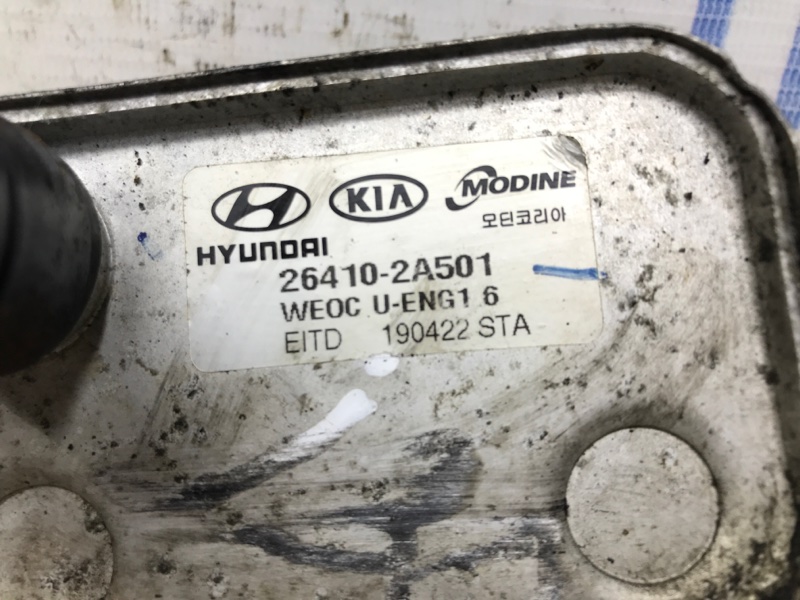 KIA MODINE
모딘코리아
HYUNDAI
26410-2A501
WEOC U-ENG1.6
EITD 190422 STA